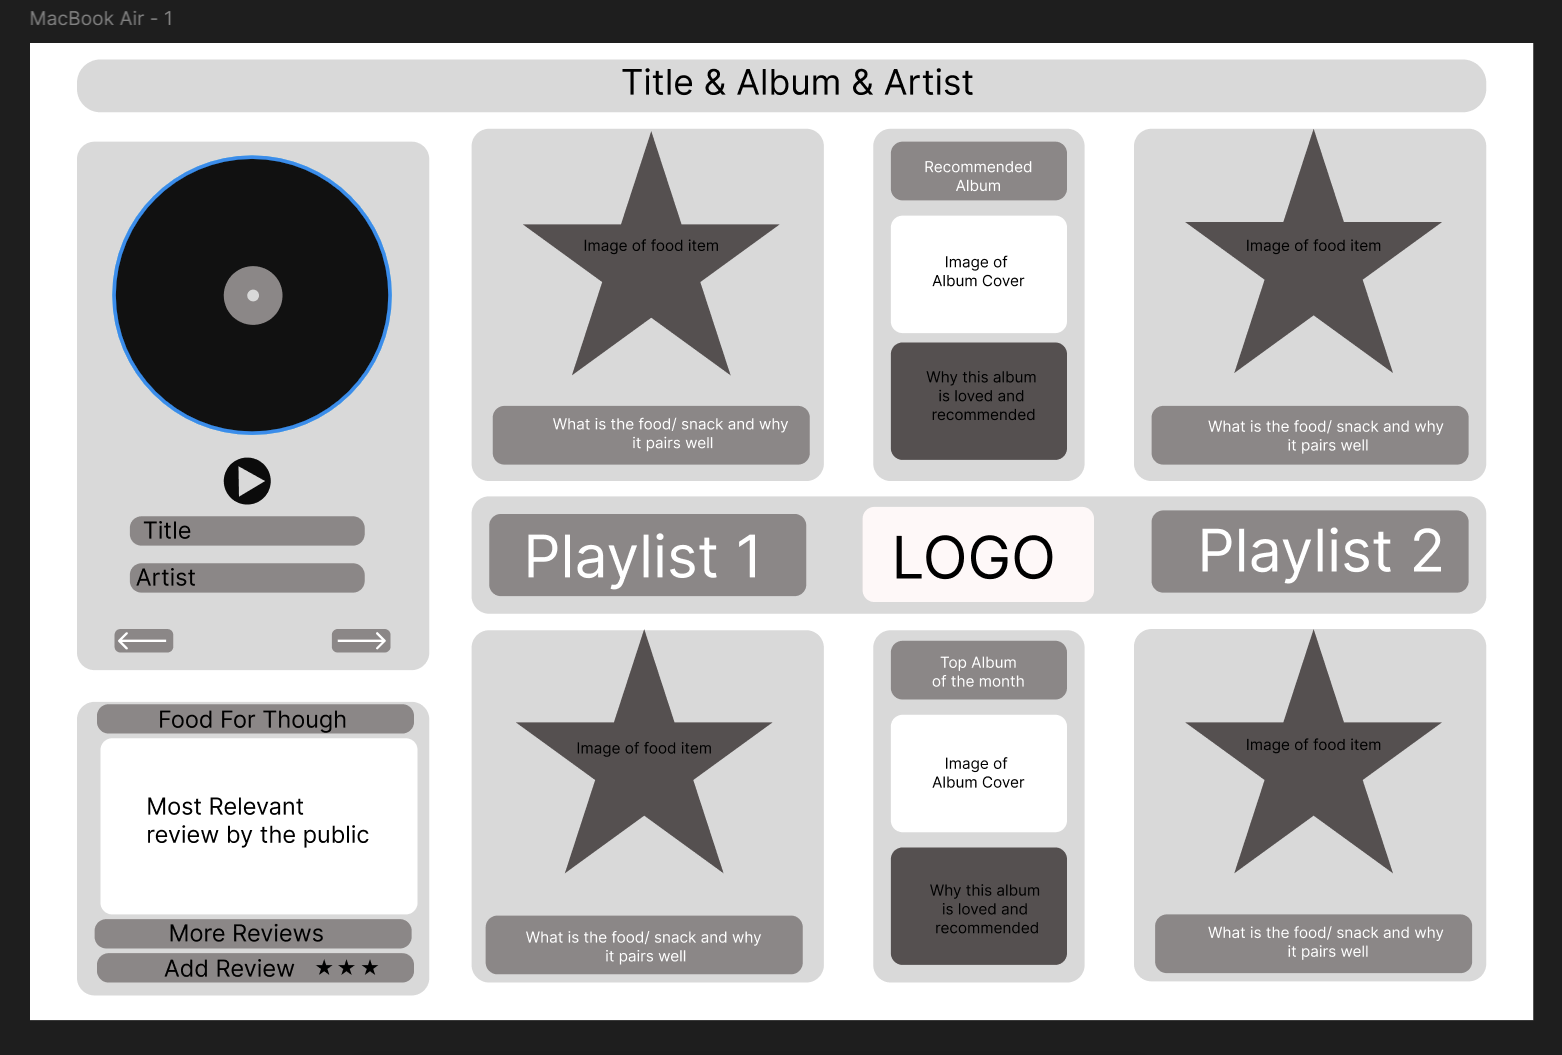 MacBook Air - 1
Title & Album & Artist
Title
Artist
Food For Though
Most Relevant
review by the public
More Reviews
Add Review ★ ★ ★
Image of food item
What is the food/ snack and why
it pairs well
Recommended
Album
Image of
Album Cover
Why this album
is loved and
recommended
Image of food item
What is the food/ snack and why
it pairs well
Playlist 1
LOGO
Playlist 2
Image of food item
What is the food/ snack and why
it pairs well
Top Album
of the month
Image of
Album Cover
Why this album
is loved and
recommended
Image of food item
What is the food/ snack and why
it pairs well